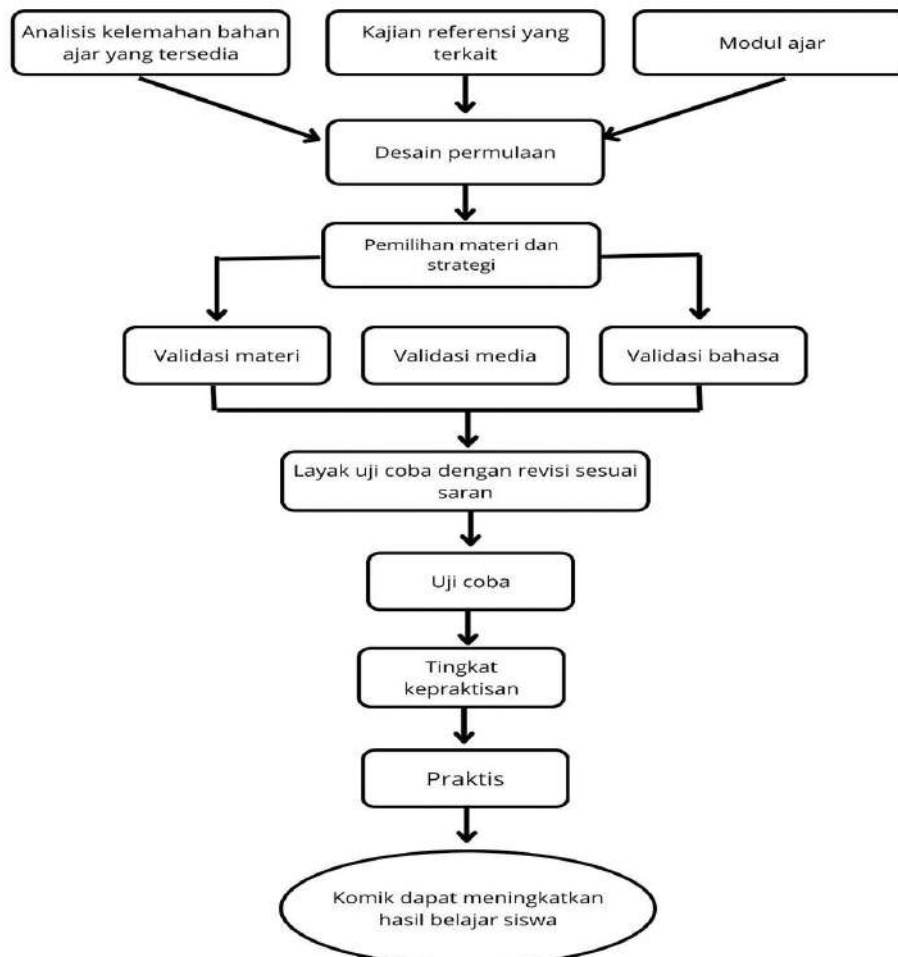 Analisis kelemahan bahan
ajar yang tersedia
Kajian referensi yang
terkait
Modul ajar
Desain permulaan
Pemilihan materi dan
strategi
Validasi materi
Validasi media
Validasi bahasa
Layak uji coba dengan revisi sesuai
saran
Uji coba
Tingkat
kepraktisan
Praktis
Komik dapat meningkatkan
hasil belajar siswa